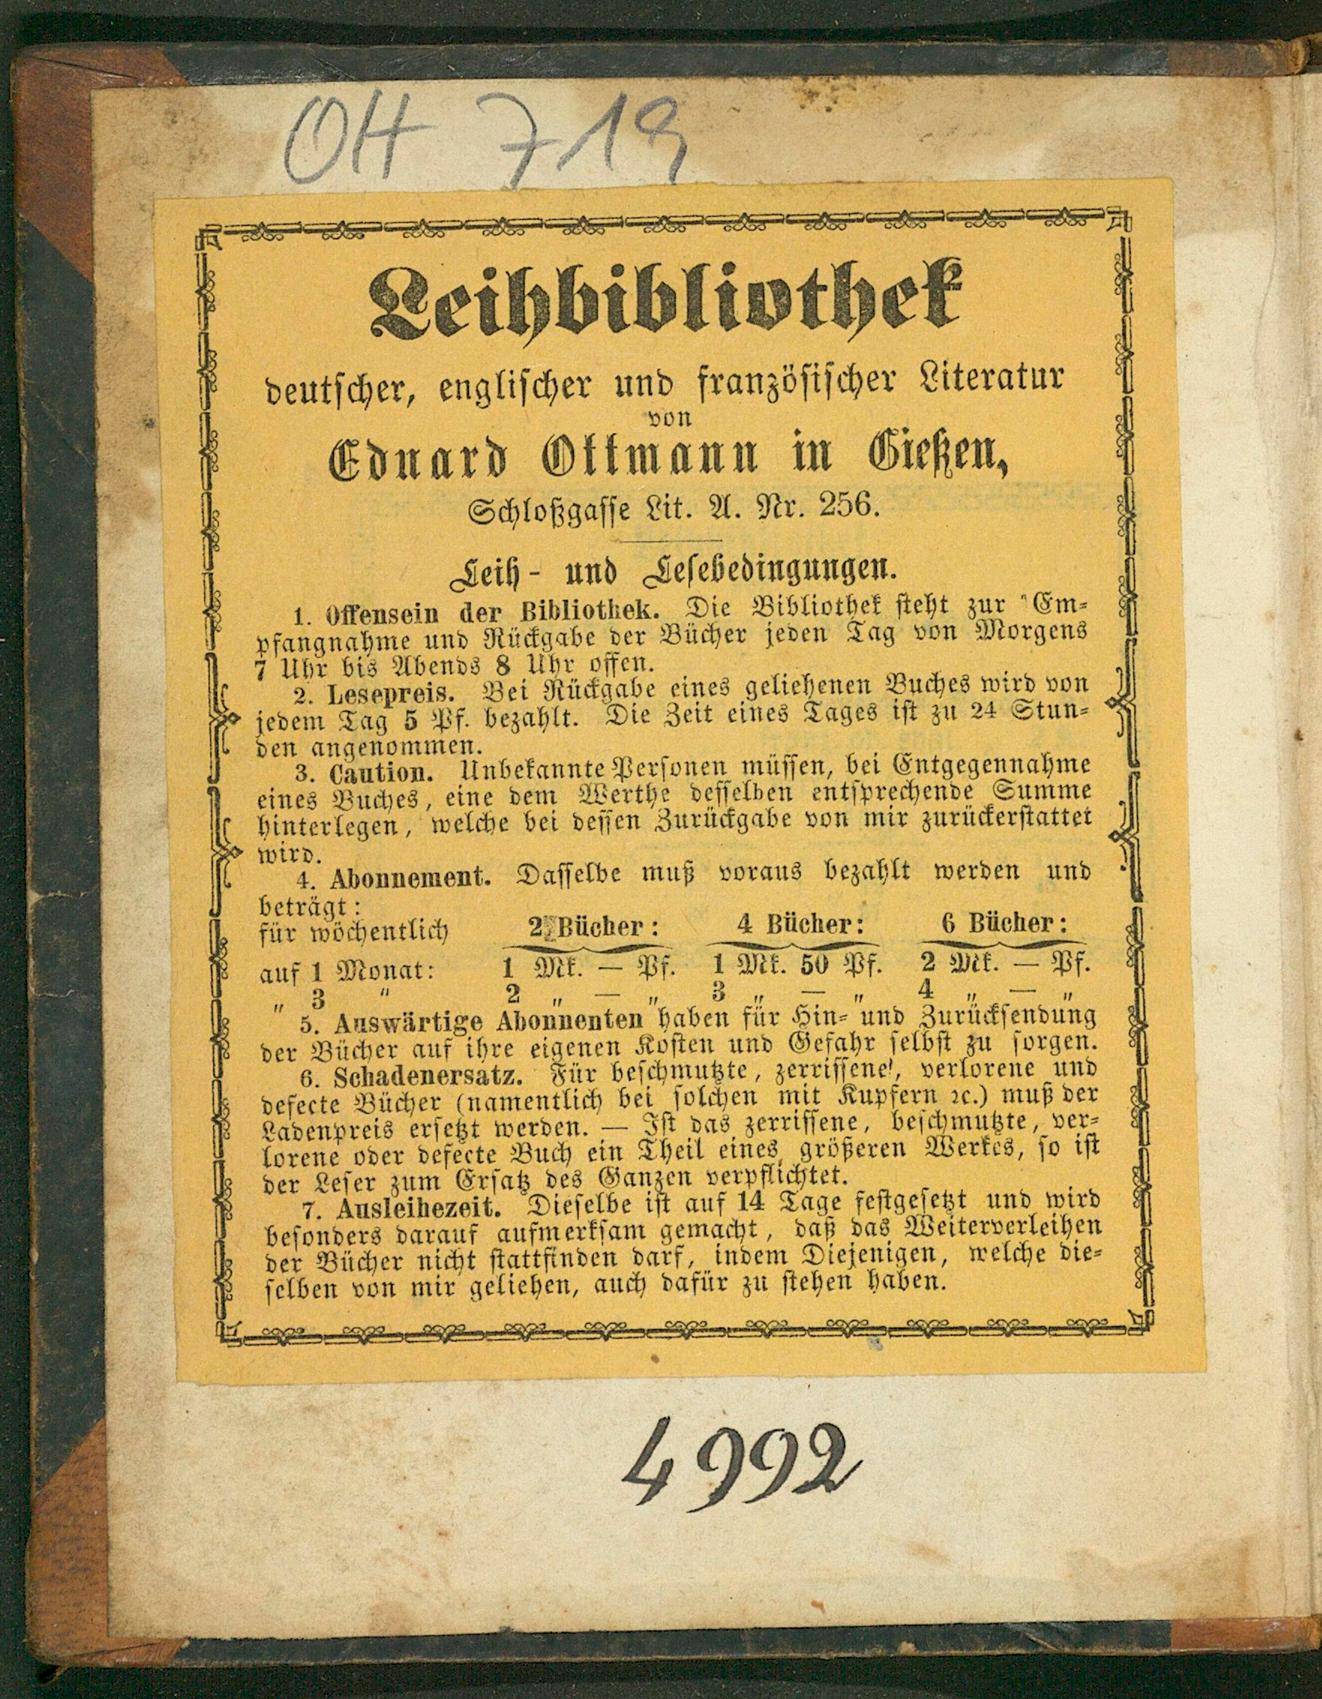 OH 719
Leihbibliothek
deutscher, englischer und französischer Literatur
von
Eduard Ottmann in Gießen,
Schloßgasse Lit. A. Nr. 256.
Leih- und Lesebedingungen.
1. Offensein der Bibliothek. Die Bibliothek steht zur Em-
pfangnahme und Rückgabe der Bücher jeden Tag von Morgens
7 Uhr bis Abends 8 Uhr offen.
2. Lesepreis. Bei Rückgabe eines geliehenen Buches wird von
jedem Tag 5 Pf. bezahlt. Die Zeit eines Tages ist zu 24 Stun-
den angenommen.
3. Caution. Unbekannte Personen müssen, bei Entgegennahme
eines Buches, eine dem Werthe desselben entsprechende Summe
hinterlegen, welche bei dessen Zurückgabe von mir zurückerstattet
wird.
4. Abonnement. Dasselbe muß voraus bezahlt werden und
beträgt:
für wöchentlich 2 Bücher: 4 Bücher: 6 Bücher:
auf 1 Monat: 1 Mk. — Pf. 1 Mk. 50 Pf. 2 Mk. — Pf.
„ 3 " 2 „ — „ 3 „ — „ 4 „ — „
5. Auswärtige Abonnenten haben für Hin- und Zurücksendung
der Bücher auf ihre eigenen Kosten und Gefahr selbst zu sorgen.
6. Schadenersatz. Für beschmutzte, zerrissene, verlorene und
defecte Bücher (namentlich bei solchen mit Kupfern ꝛc.) muß der
Ladenpreis ersetzt werden. — Ist das zerrissene, beschmutzte, ver-
lorene oder defecte Buch ein Theil eines größeren Werkes, so ist
der Leser zum Ersatz des Ganzen verpflichtet.
7. Ausleihezeit. Dieselbe ist auf 14 Tage festgesetzt und wird
besonders darauf aufmerksam gemacht, daß das Weiterverleihen
der Bücher nicht stattfinden darf, indem Diejenigen, welche die-
selben von mir geliehen, auch dafür zu stehen haben.
4992